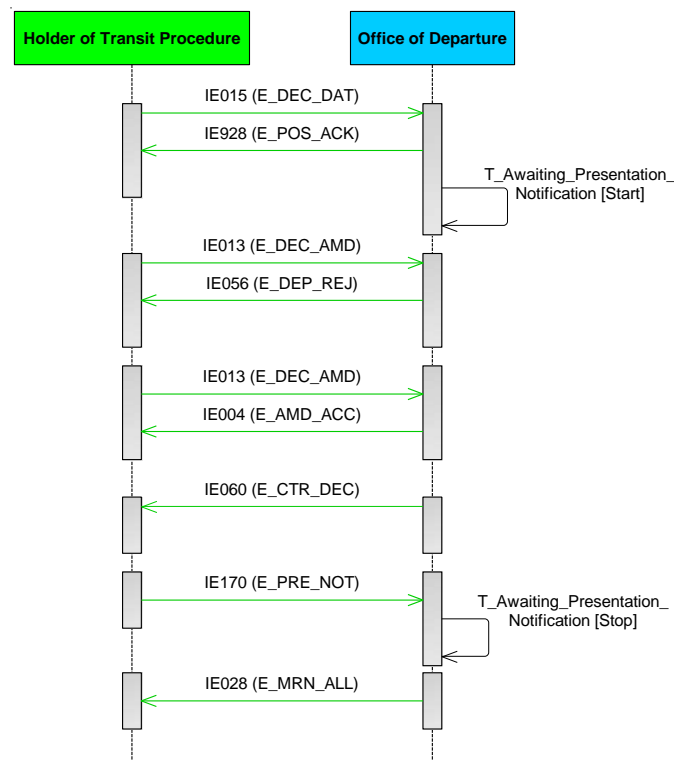 Holder of Transit Procedure
Office of Departure
IE015 (E_DEC_DAT)
IE928 (E_POS_ACK)
T_Awaiting_Presentation_
Notification [Start]
IE013 (E_DEC_AMD)
IE056 (E_DEP_REJ)
IE013 (E_DEC_AMD)
IE004 (E_AMD_ACC)
IE060 (E_CTR_DEC)
IE170 (E_PRE_NOT)
T_Awaiting_Presentation_
Notification [Stop]
IE028 (E_MRN_ALL)